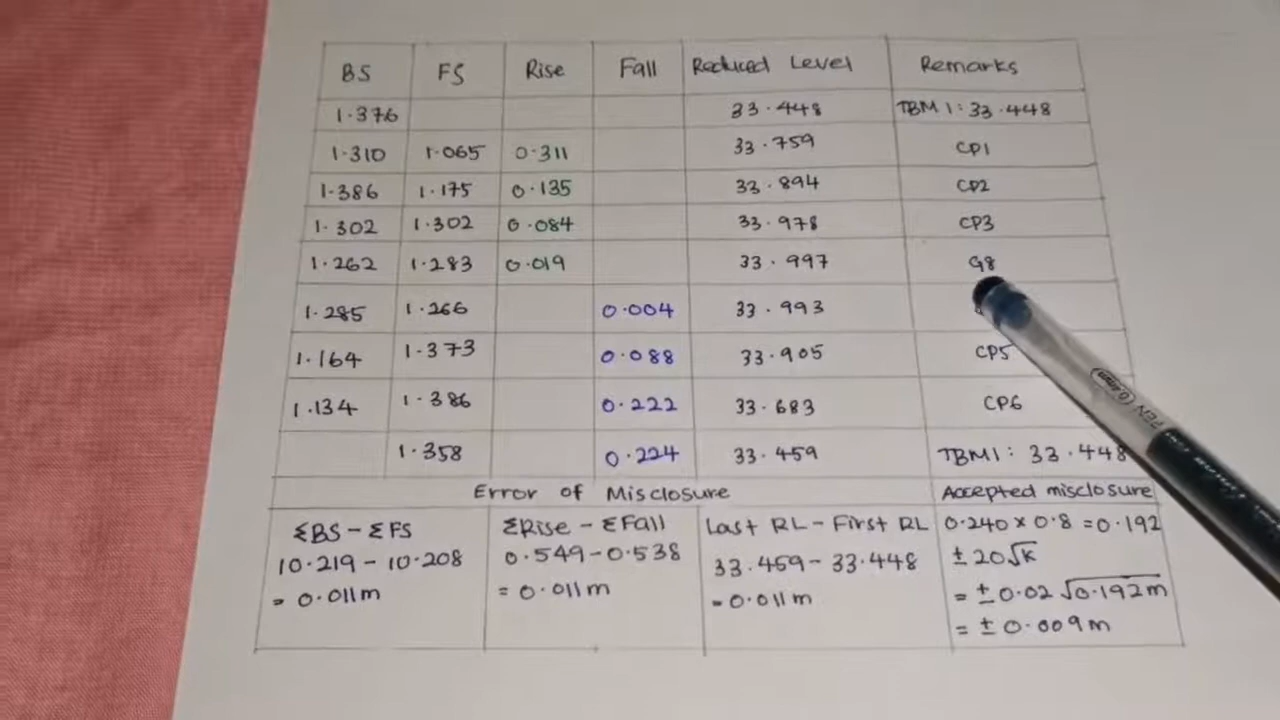 BS FS Rise Fall Reduced Level Remarks
1.376 33.448 TBM 1: 33.448
1.310 1.065 0.311 33.759 CP1
1.386 1.175 0.135 33.894 CP2
1.302 1.302 0.084 33.978 CP3
1.262 1.283 0.019 33.997 G8
1.285 1.266 0.004 33.993
1.164 1.373 0.088 33.905 CP5
1.134 1.386 0.222 33.683 CP6
1.358 0.224 33.459 TBM1: 33.448
Error of Misclosure Accepted misclosure
ΣBS - ΣFS ΣRise - ΣFall Last RL - First RL 0.240 × 0.8 = 0.192
10.219 - 10.208 0.549 - 0.538 33.459 - 33.448 ± 20√K
= 0.011m = 0.011m = 0.011m = ± 0.02 √0.192m
= ± 0.009m
PEN 0.4mm